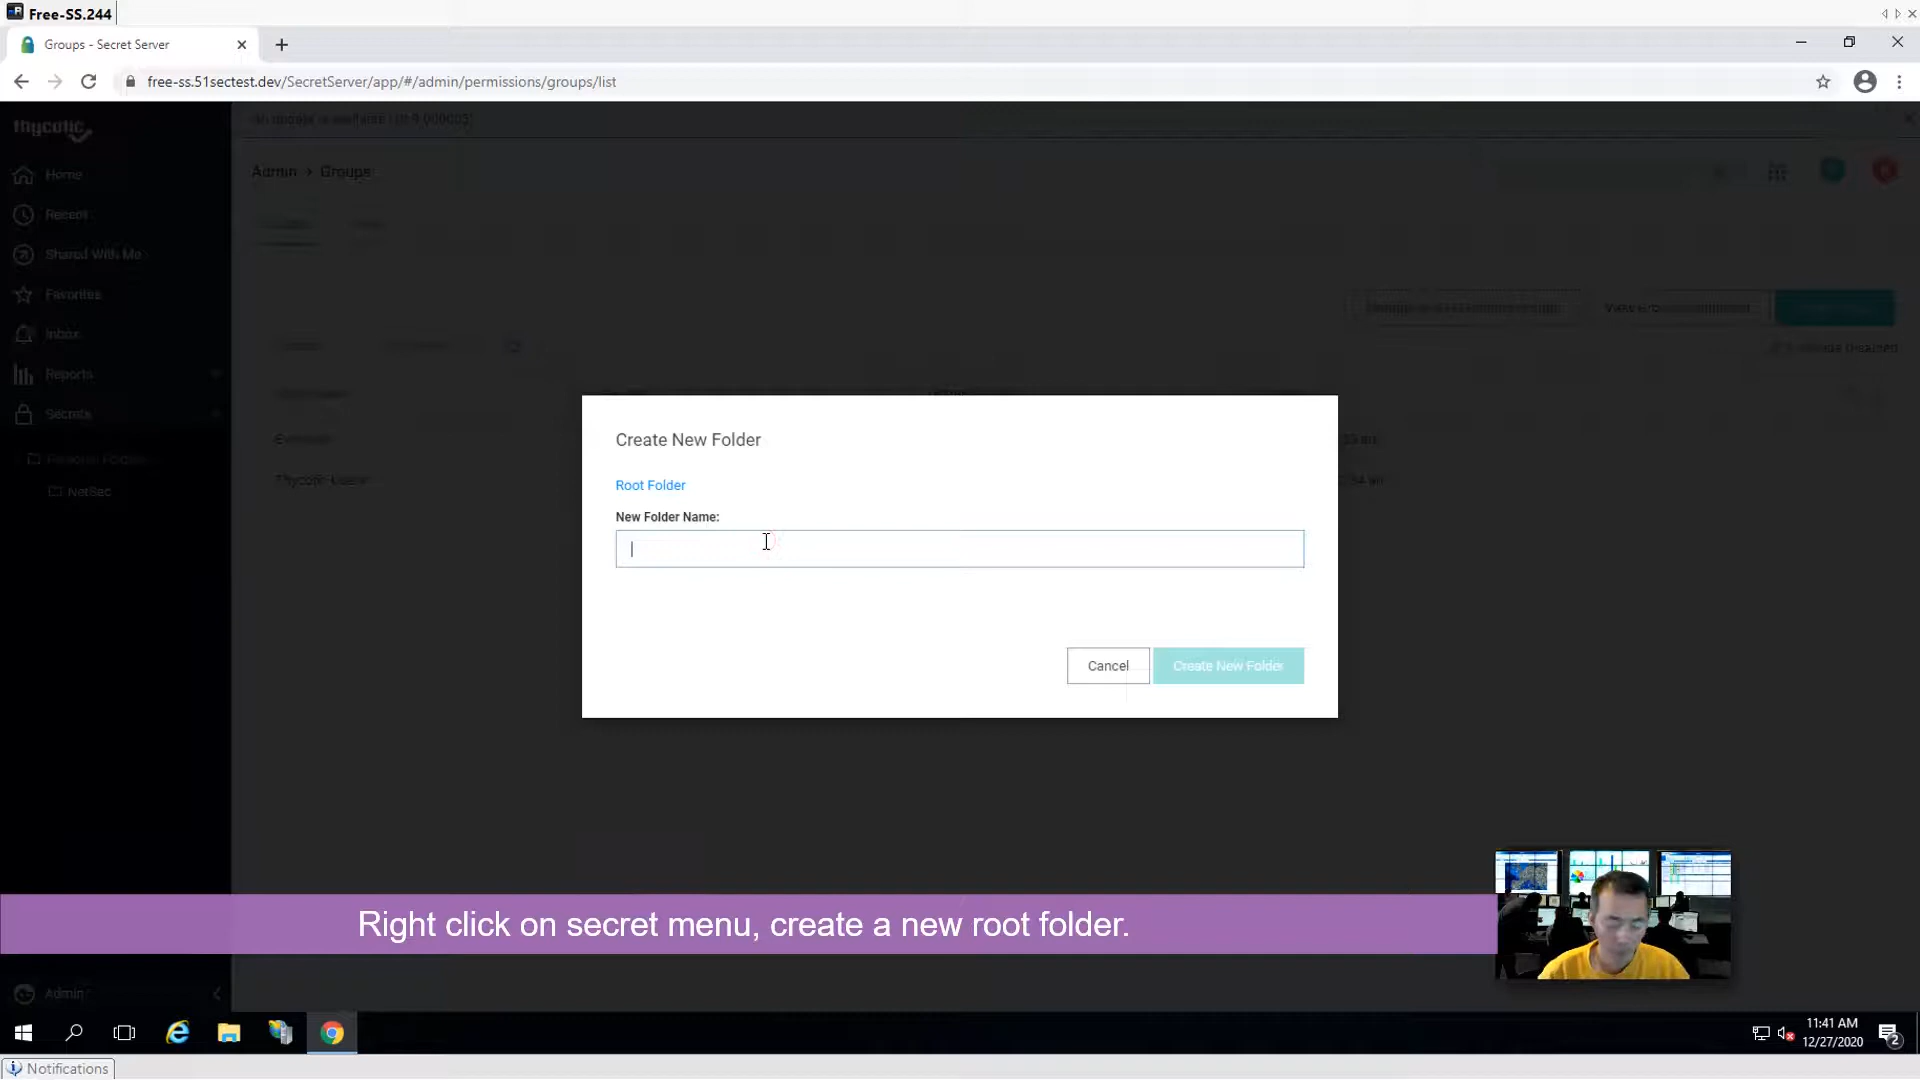 Free-SS.244
Groups - Secret Server
free-ss.51sectest.dev/SecretServer/app/#/admin/permissions/groups/list
thycotic
Admin > Groups
Home
Recent
Shared With Me
Favorites
Inbox
Reports
Secrets
NetSec
Create New Folder
Root Folder
New Folder Name:
Cancel
Create New Folder
Right click on secret menu, create a new root folder.
Admin
11:41 AM
12/27/2020
2
Notifications